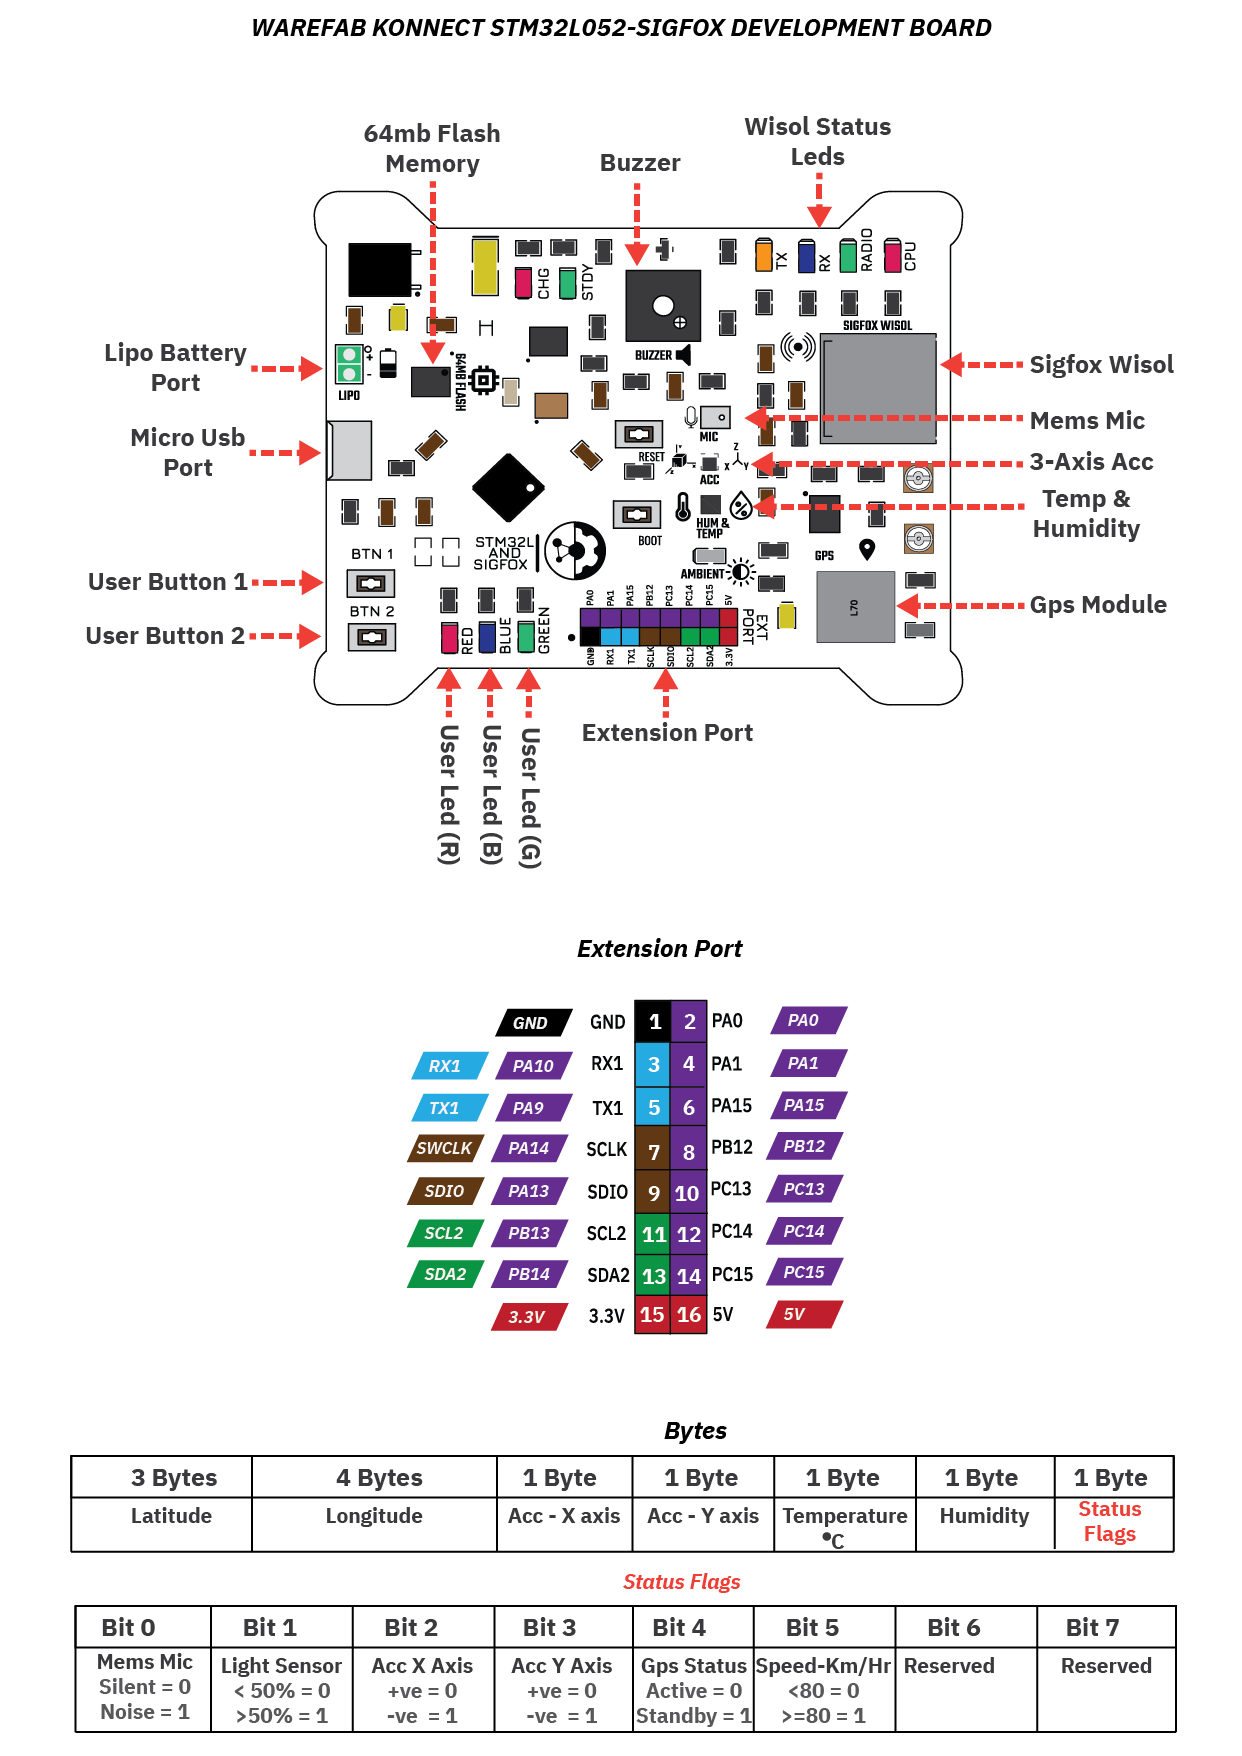 WAREFAB KONNECT STM32L052-SIGFOX DEVELOPMENT BOARD
64mb Flash
Memory
Buzzer
Wisol Status
Leds
CHG
STDY
TX
RX
RADIO
CPU
SIGFOX WISOL
BUZZER
Lipo Battery
Port
+
-
LIPO
64MB FLASH
Sigfox Wisol
Micro Usb
Port
MIC
Mems Mic
RESET
Y
X
Z
ACC
X
Z
Y
3-Axis Acc
HUM &
TEMP
Temp &
Humidity
BOOT
GPS
BTN 1
STM32L
AND
SIGFOX
AMBIENT
User Button 1
BTN 2
User Button 2
RED
BLUE
GREEN
PA0
PA1
PA15
PB12
PC13
PC14
PC15
5V
EXT
PORT
GND
RX1
TX1
SCLK
SDIO
SCL2
SDA2
3.3V
L70
Gps Module
User Led (R)
User Led (B)
User Led (G)
Extension Port
Extension Port
GND GND 1 2 PA0 PA0
RX1 PA10 RX1 3 4 PA1 PA1
TX1 PA9 TX1 5 6 PA15 PA15
SWCLK PA14 SCLK 7 8 PB12 PB12
SDIO PA13 SDIO 9 10 PC13 PC13
SCL2 PB13 SCL2 11 12 PC14 PC14
SDA2 PB14 SDA2 13 14 PC15 PC15
3.3V 3.3V 15 16 5V 5V
Bytes
3 Bytes 4 Bytes 1 Byte 1 Byte 1 Byte 1 Byte 1 Byte
Latitude Longitude Acc - X axis Acc - Y axis Temperature °C Humidity Status Flags
Status Flags
Bit 0 Bit 1 Bit 2 Bit 3 Bit 4 Bit 5 Bit 6 Bit 7
Mems Mic Light Sensor Acc X Axis Acc Y Axis Gps Status Speed-Km/Hr Reserved Reserved
Silent = 0 < 50% = 0 +ve = 0 +ve = 0 Active = 0 <80 = 0
Noise = 1 >50% = 1 -ve = 1 -ve = 1 Standby = 1 >=80 = 1